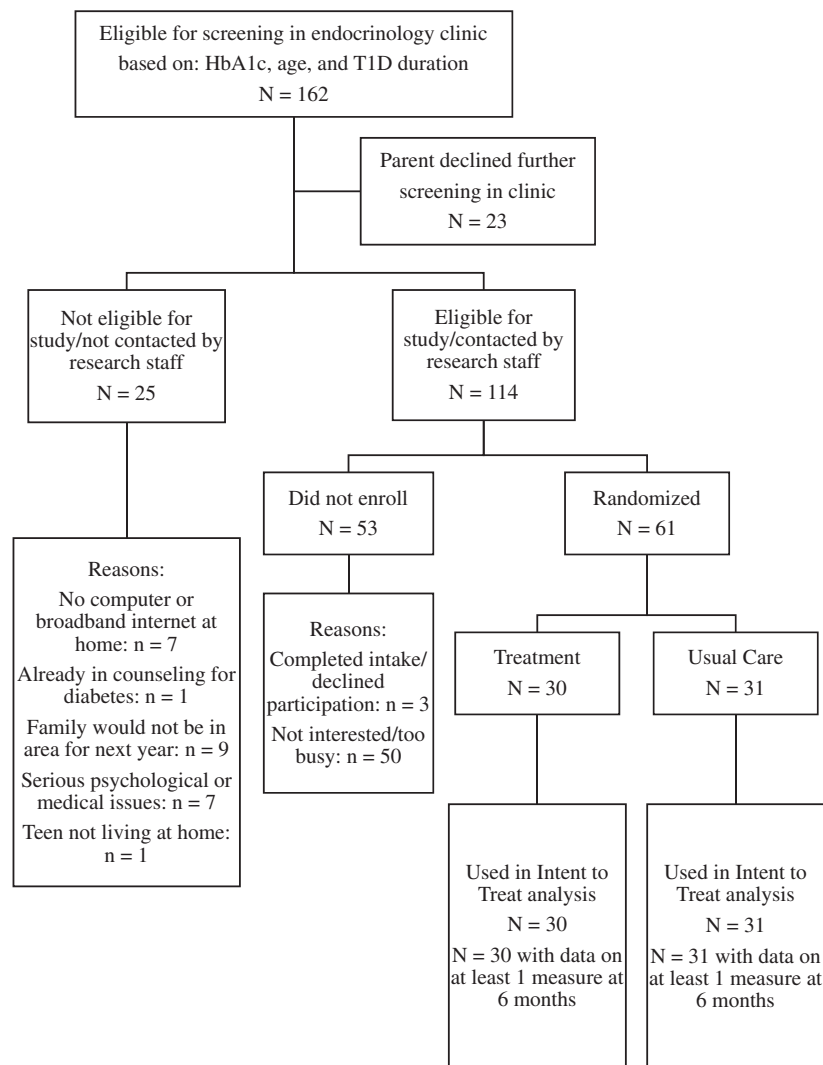 Eligible for screening in endocrinology clinic
based on: HbA1c, age, and T1D duration
N = 162
Parent declined further
screening in clinic
N = 23
Not eligible for
study/not contacted by
research staff
N = 25
Eligible for
study/contacted by
research staff
N = 114
Did not enroll
N = 53
Randomized
N = 61
Reasons:
No computer or
broadband internet at
home: n = 7
Already in counseling for
diabetes: n = 1
Family would not be in
area for next year: n = 9
Serious psychological or
medical issues: n = 7
Teen not living at home:
n = 1
Reasons:
Completed intake/
declined
participation: n = 3
Not interested/too
busy: n = 50
Treatment
N = 30
Usual Care
N = 31
Used in Intent to
Treat analysis
N = 30
N = 30 with data on
at least 1 measure at
6 months
Used in Intent to
Treat analysis
N = 31
N = 31 with data on
at least 1 measure at
6 months